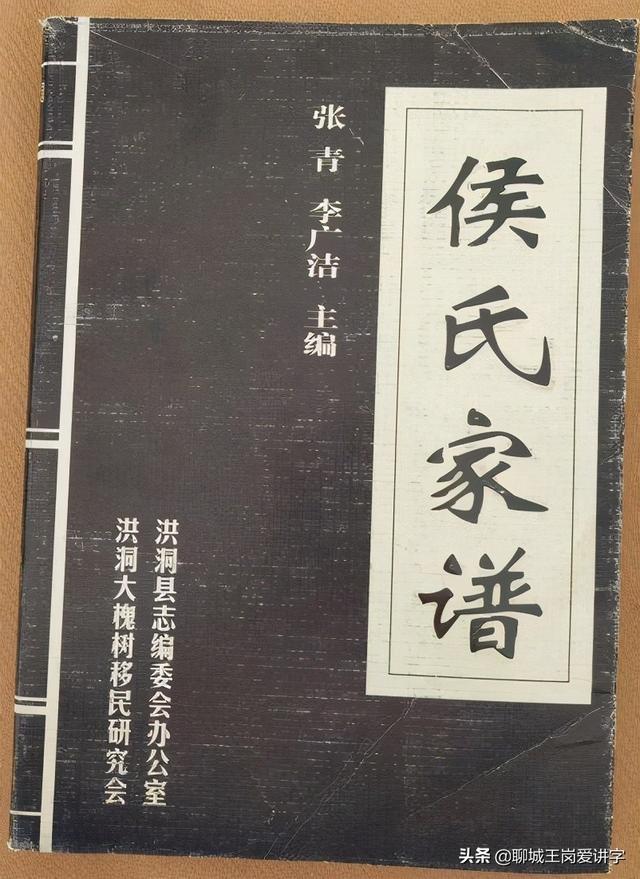 侯氏家谱
张青 李广洁 主编
洪洞县志编委会办公室
洪洞大槐树移民研究会
头条 @聊城王岗爱讲字